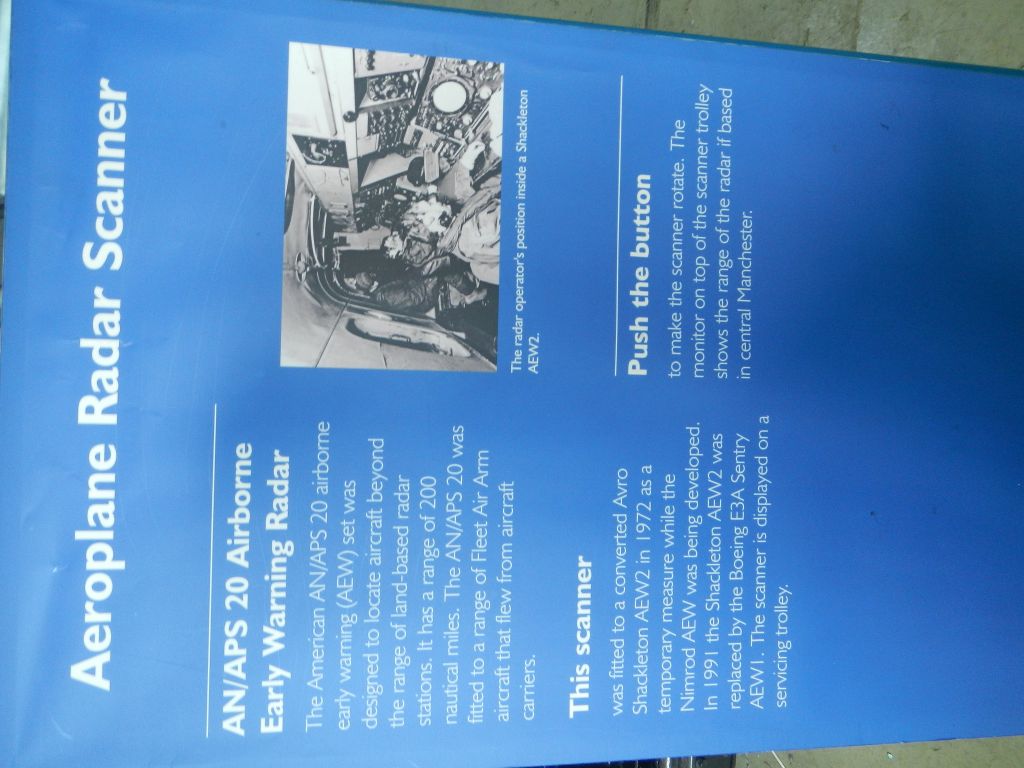 Aeroplane Radar Scanner
AN/APS 20 Airborne
Early Warning Radar
The American AN/APS 20 airborne
early warning (AEW) set was
designed to locate aircraft beyond
the range of land-based radar
stations. It has a range of 200
nautical miles. The AN/APS 20 was
fitted to a range of Fleet Air Arm
aircraft that flew from aircraft
carriers.
This scanner
was fitted to a converted Avro
Shackleton AEW2 in 1972 as a
temporary measure while the
Nimrod AEW was being developed.
In 1991 the Shackleton AEW2 was
replaced by the Boeing E3A Sentry
AEW1. The scanner is displayed on a
servicing trolley.
The radar operator's position inside a Shackleton
AEW2.
Push the button
to make the scanner rotate. The
monitor on top of the scanner trolley
shows the range of the radar if based
in central Manchester.